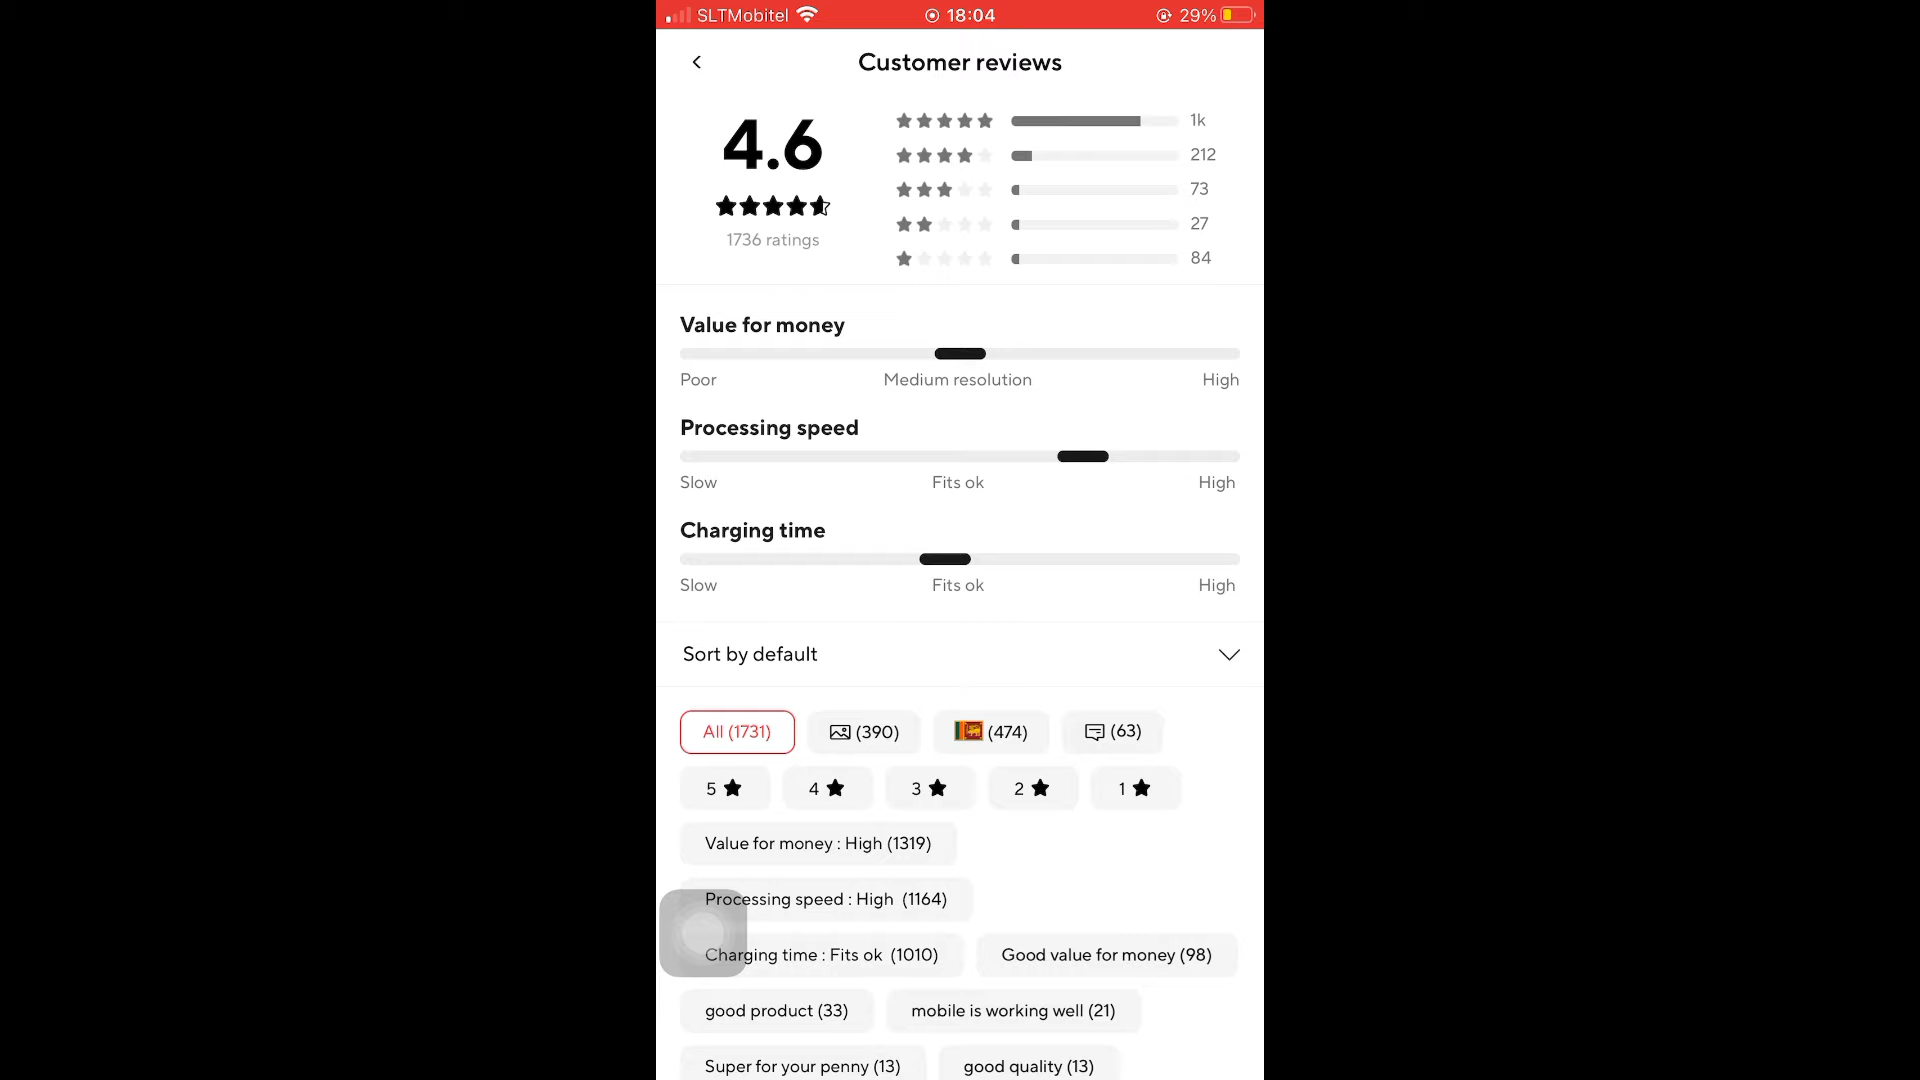 SLTMobitel 18:04 29%
Customer reviews
4.6
1736 ratings
1k
212
73
27
84
Value for money
Poor Medium resolution High
Processing speed
Slow Fits ok High
Charging time
Slow Fits ok High
Sort by default
All (1731) (390) (474) (63)
5 4 3 2 1
Value for money : High (1319)
Processing speed : High (1164)
Charging time : Fits ok (1010) Good value for money (98)
good product (33) mobile is working well (21)
Super for your penny (13) good quality (13)